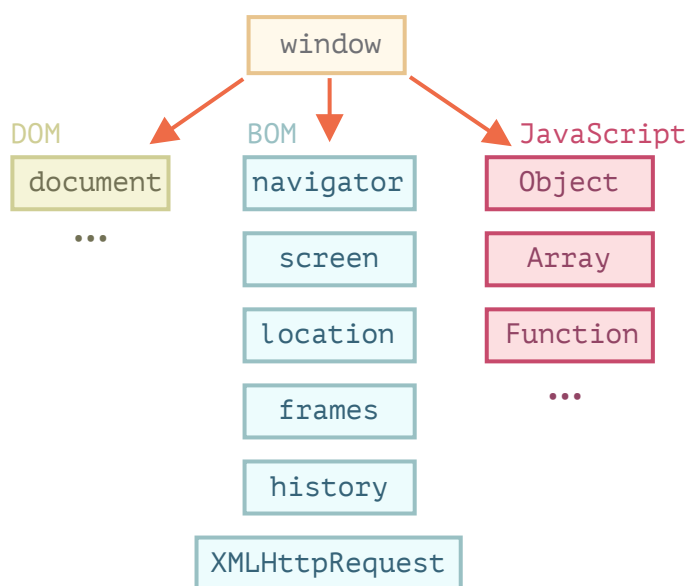 window
DOM
BOM
JavaScript
document
navigator
Object
...
screen
Array
location
Function
frames
...
history
XMLHttpRequest